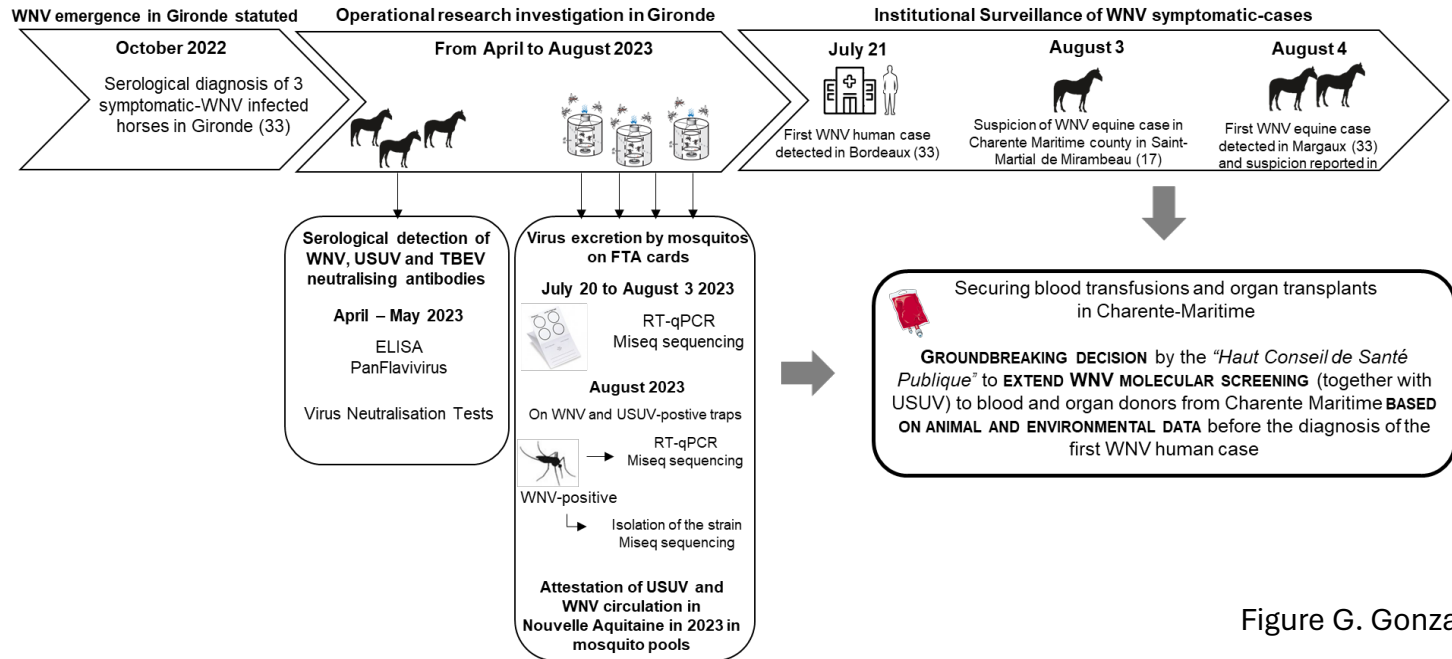 WNV emergence in Gironde statuted
October 2022
Serological diagnosis of 3
symptomatic-WNV infected
horses in Gironde (33)
Operational research investigation in Gironde
From April to August 2023
Institutional Surveillance of WNV symptomatic-cases
July 21
First WNV human case
detected in Bordeaux (33)
August 3
Suspicion of WNV equine case in
Charente Maritime county in Saint-
Martial de Mirambeau (17)
August 4
First WNV equine case
detected in Margaux (33)
and suspicion reported in
Serological detection of
WNV, USUV and TBEV
neutralising antibodies
April – May 2023
ELISA
PanFlavivirus
Virus Neutralisation Tests
Virus excretion by mosquitos
on FTA cards
July 20 to August 3 2023
RT-qPCR
Miseq sequencing
August 2023
On WNV and USUV-postive traps
RT-qPCR
Miseq sequencing
WNV-positive
Isolation of the strain
Miseq sequencing
Attestation of USUV and
WNV circulation in
Nouvelle Aquitaine in 2023 in
mosquito pools
Securing blood transfusions and organ transplants
in Charente-Maritime
GROUNDBREAKING DECISION by the “Haut Conseil de Santé
Publique” to EXTEND WNV MOLECULAR SCREENING (together with
USUV) to blood and organ donors from Charente Maritime BASED
ON ANIMAL AND ENVIRONMENTAL DATA before the diagnosis of the
first WNV human case
Figure G. Gonza